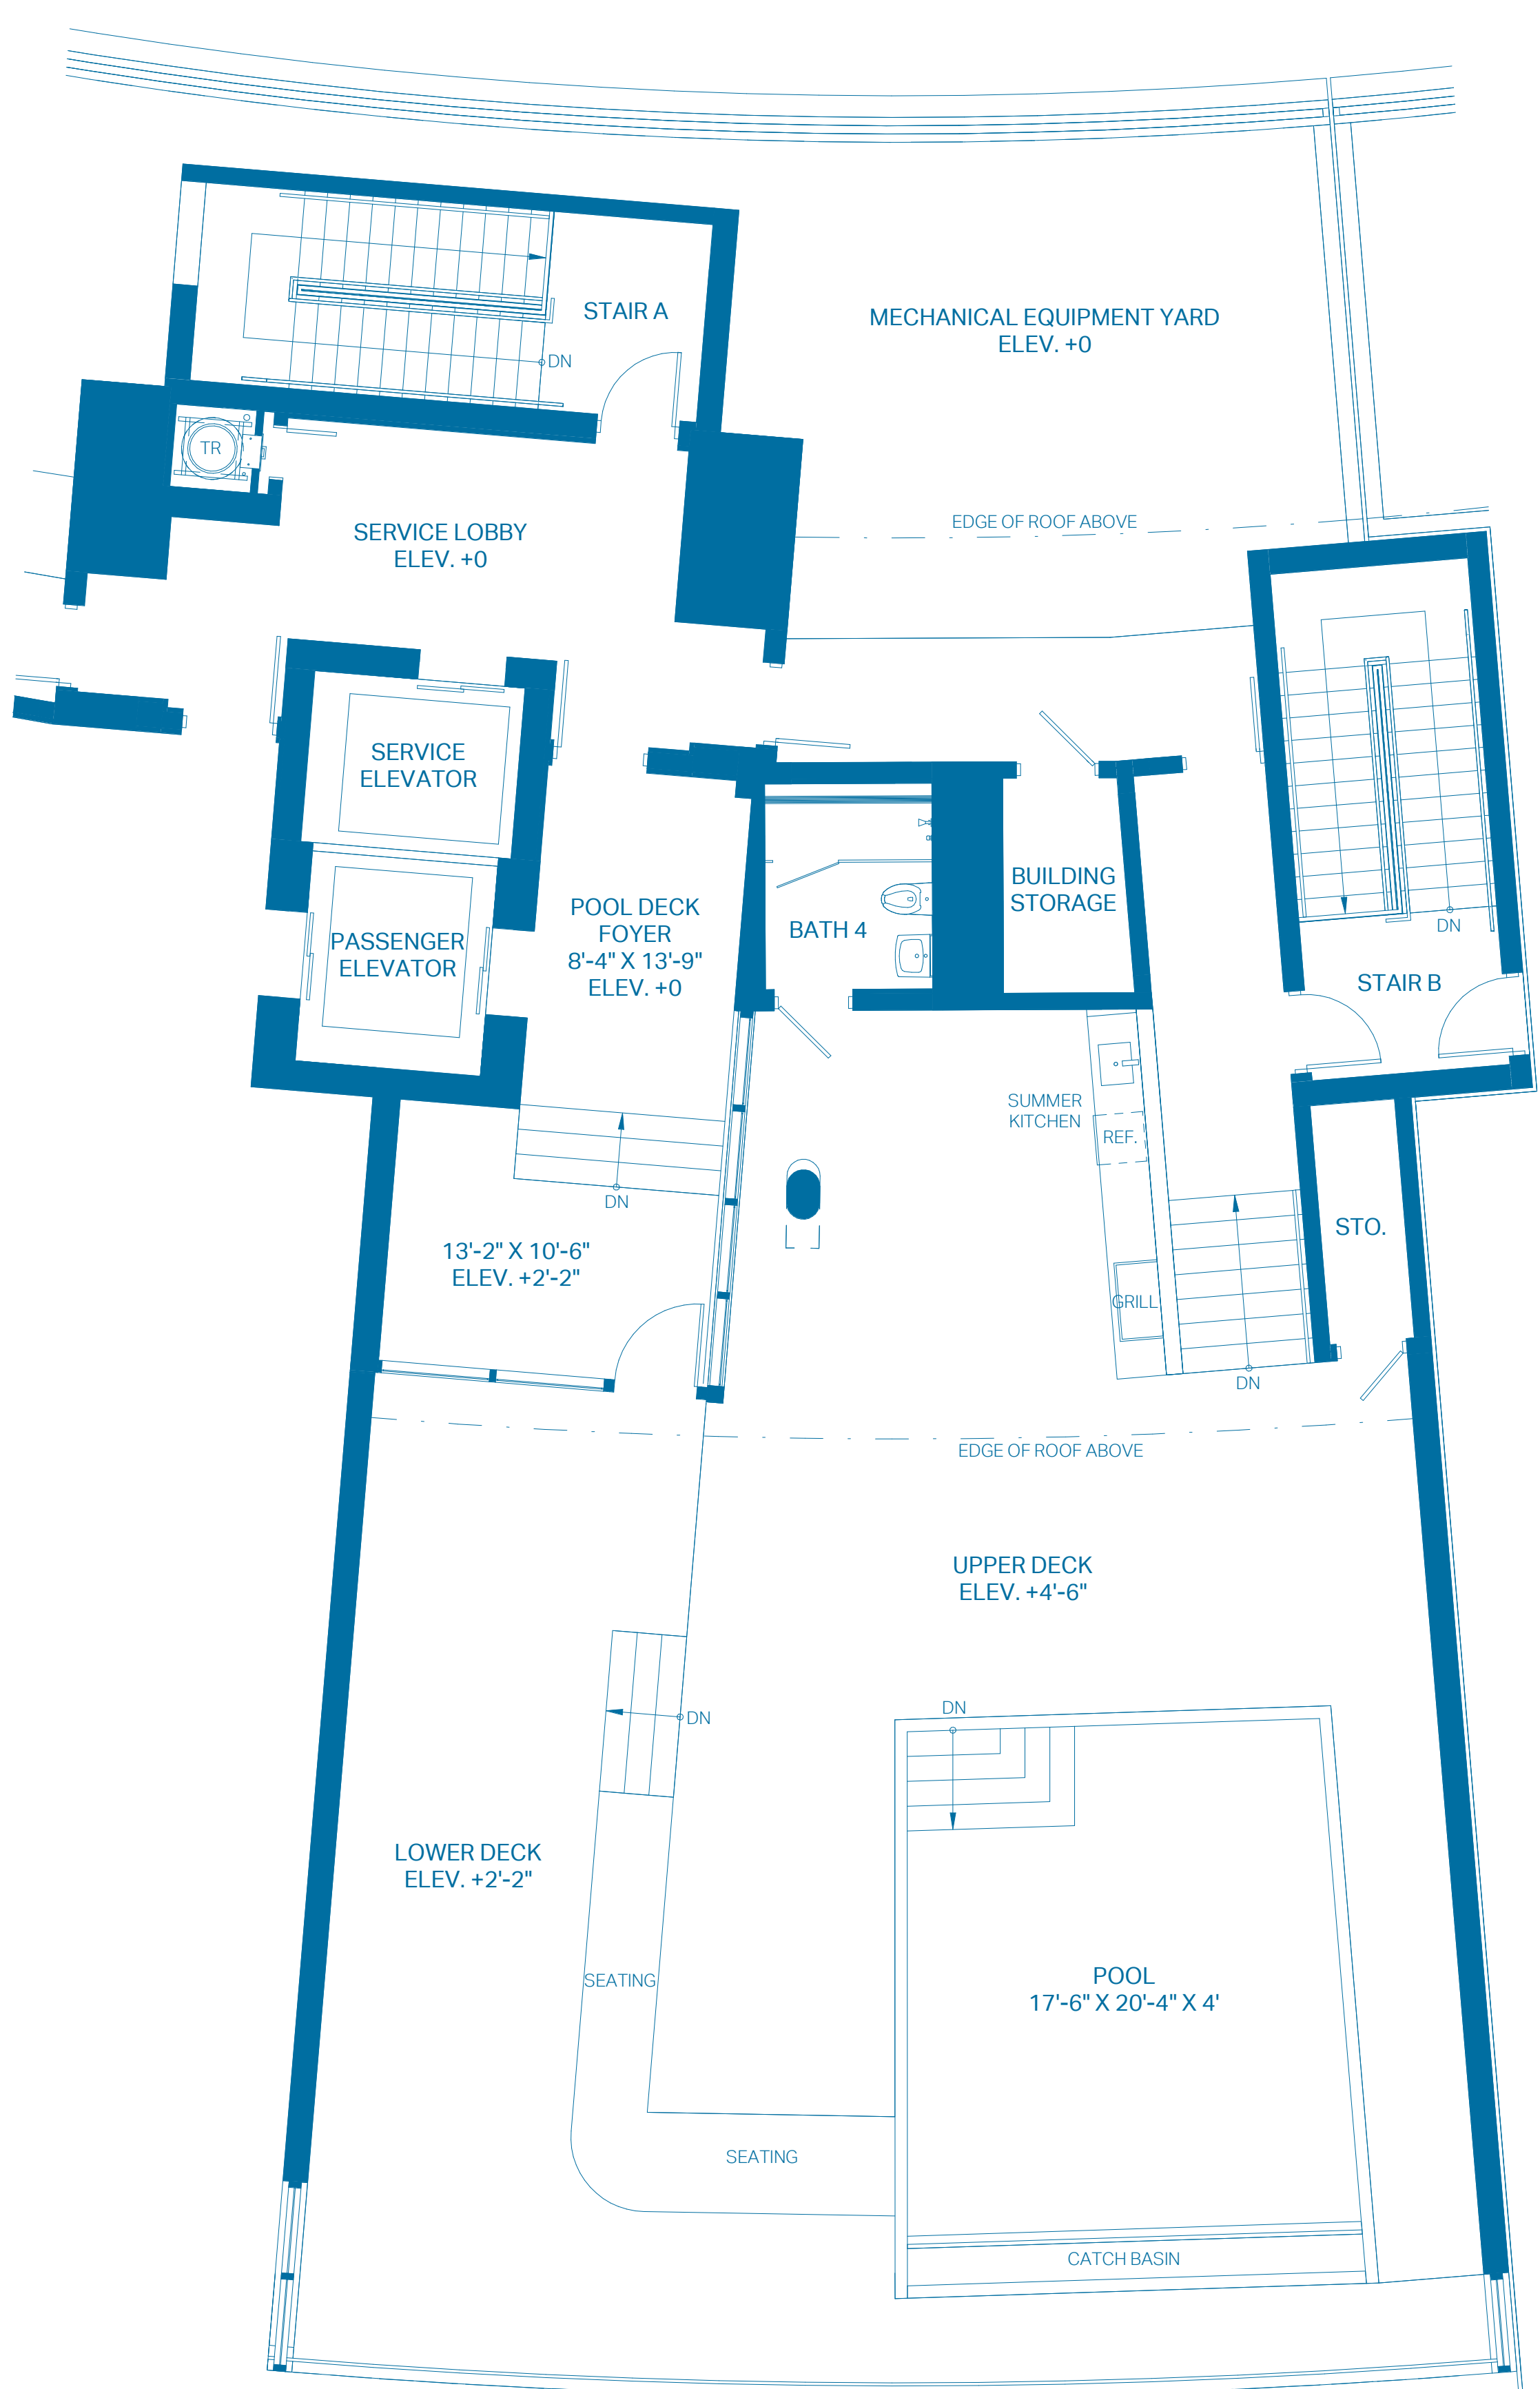 STAIR A
MECHANICAL EQUIPMENT YARD
ELEV. +0
DN
TR
EDGE OF ROOF ABOVE
SERVICE LOBBY
ELEV. +0
SERVICE
ELEVATOR
BUILDING
STORAGE
POOL DECK
FOYER
8'-4" X 13'-9"
ELEV. +0
BATH 4
DN
PASSENGER
ELEVATOR
STAIR B
SUMMER
KITCHEN
REF.
DN
STO.
13'-2" X 10'-6"
ELEV. +2'-2"
GRILL
DN
EDGE OF ROOF ABOVE
UPPER DECK
ELEV. +4'-6"
DN
DN
LOWER DECK
ELEV. +2'-2"
SEATING
POOL
17'-6" X 20'-4" X 4'
SEATING
CATCH BASIN